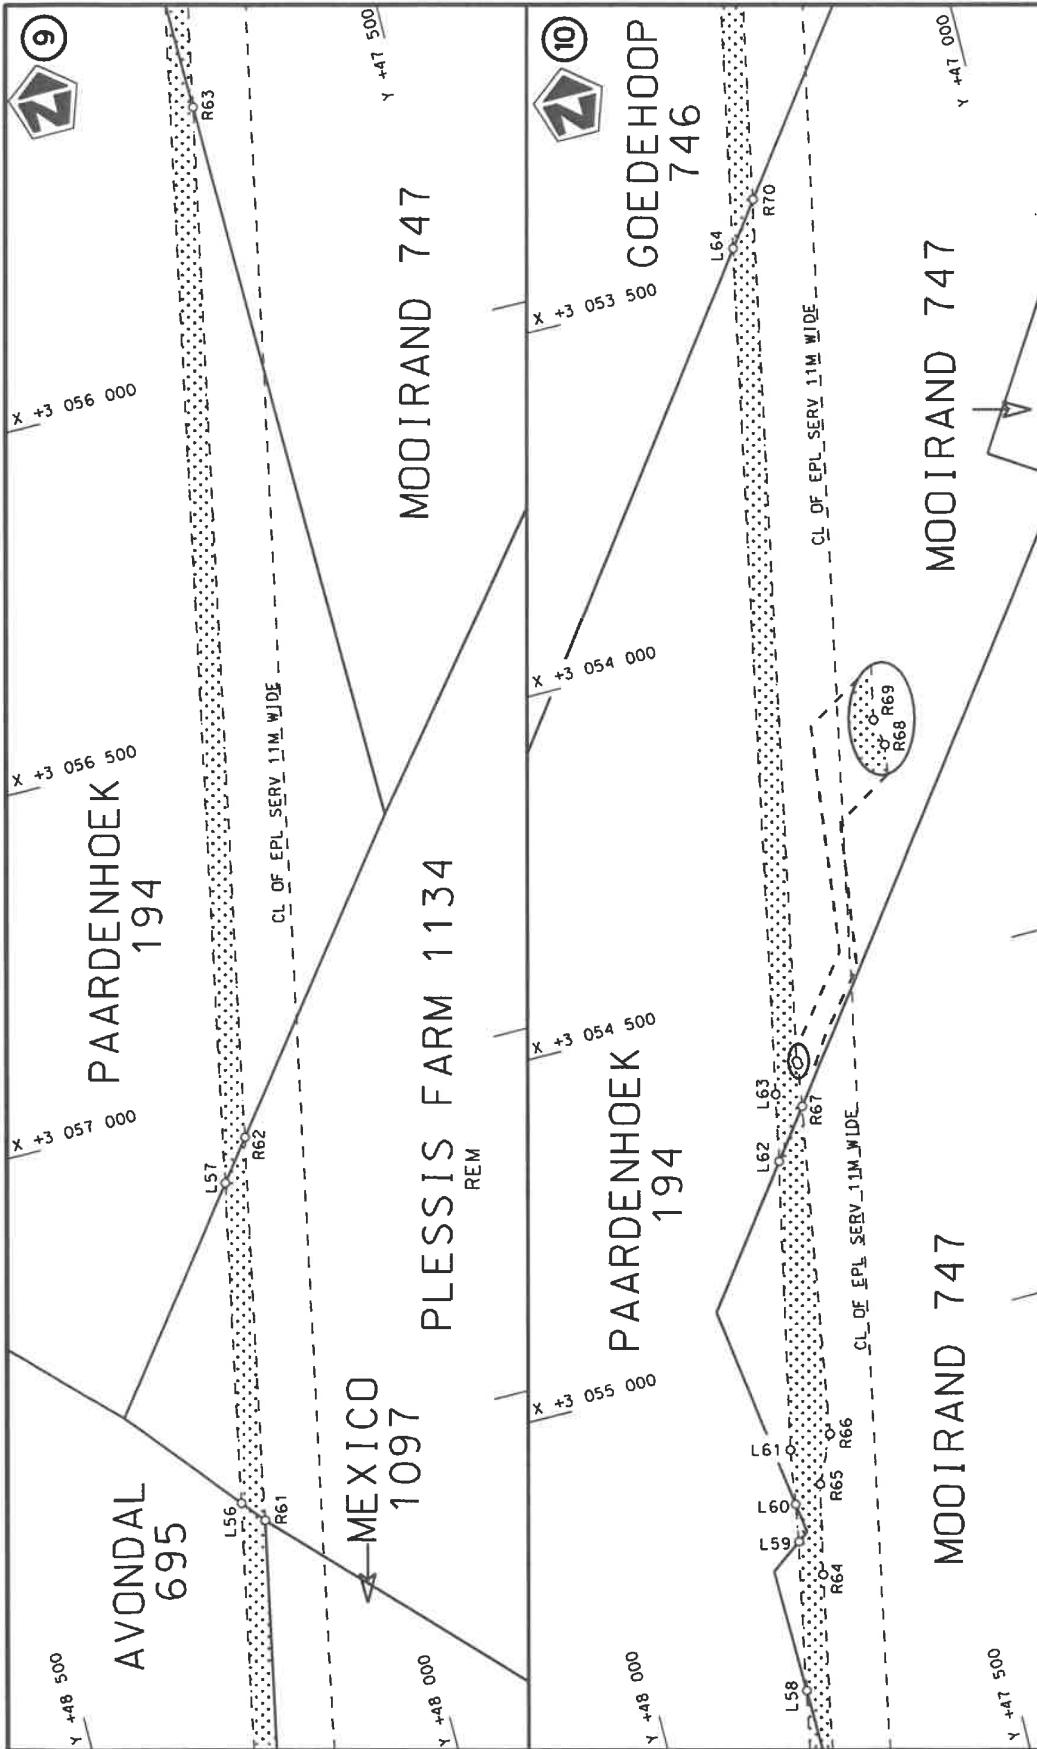 9
N
X +3 057 000
X +3 056 500
X +3 056 000
Y +48 500
Y +48 000
Y +47 500
AVONDAL
695
PAARDENHOEK
194
L56
R61
L57
R62
R63
CL OF EPL SERV 11M WIDE
MEXICO
1097
PLESSIS FARM 1134
REM
MOOIRAND 747
10
N
X +3 055 000
X +3 054 500
X +3 054 000
X +3 053 500
Y +48 000
Y +47 500
Y +47 000
PAARDENHOEK
194
GOEDEHOOP
746
L58
L59
L60
L61
L62
L63
L64
R64
R65
R66
R67
R68
R69
R70
CL OF EPL SERV 11M WIDE
CL OF EPL SERV 11M WIDE
MOOIRAND 747
MOOIRAND 747